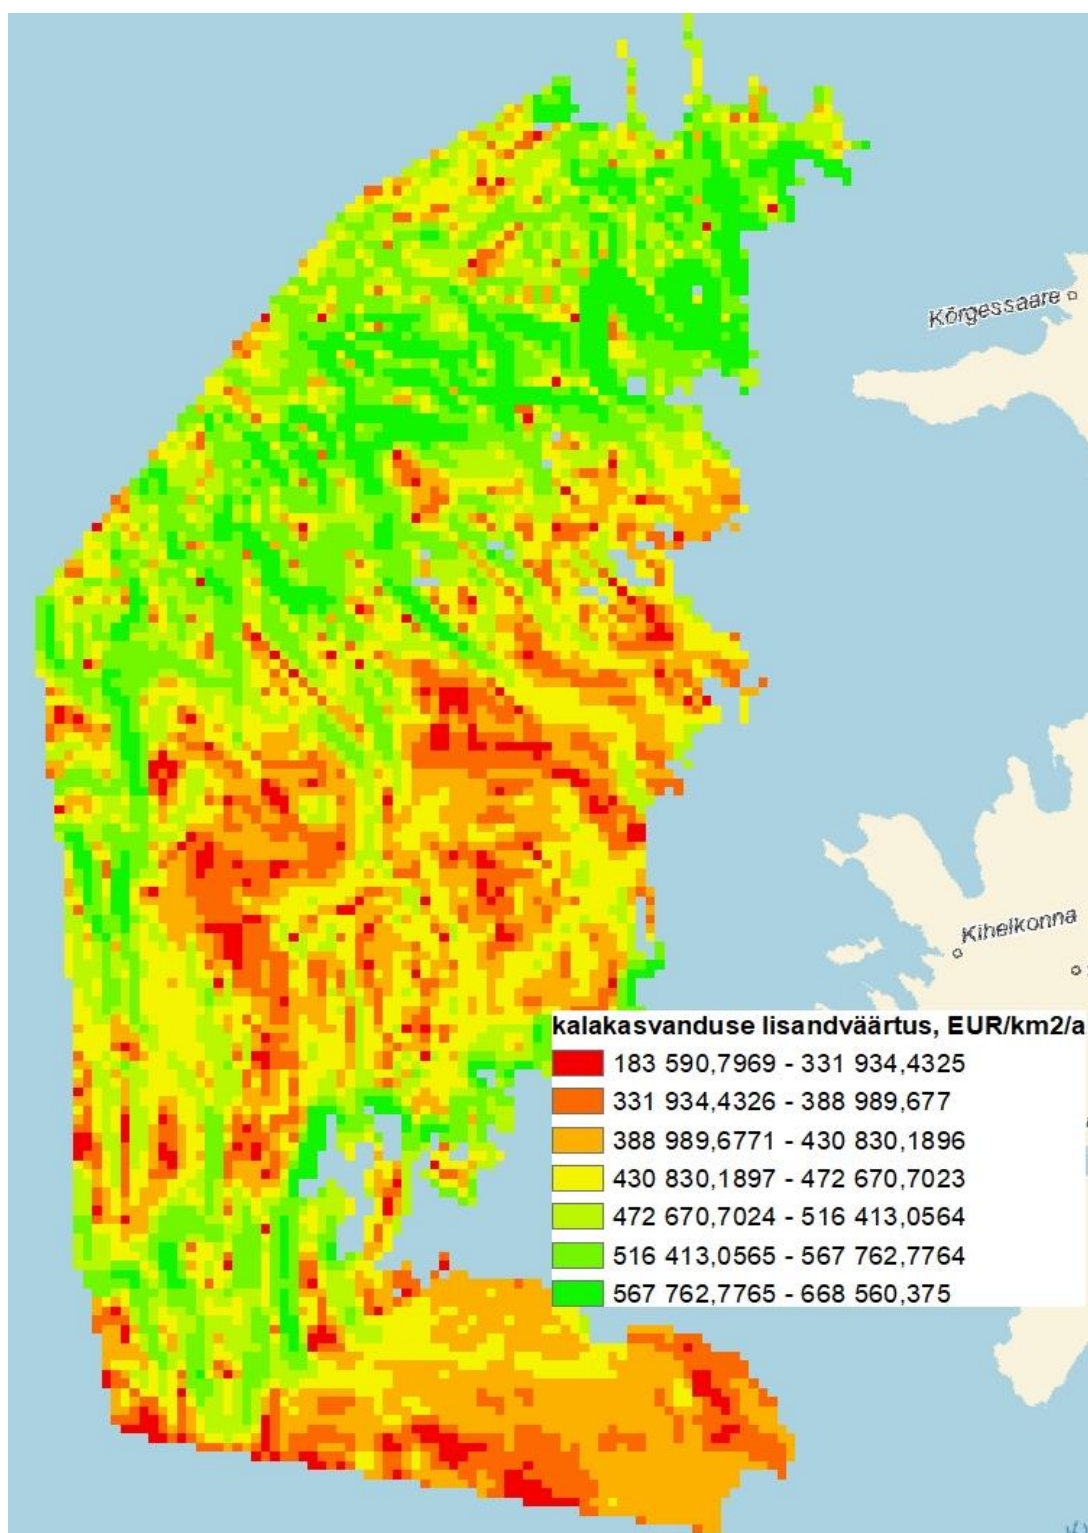 Kõrgessaare
Kihelkonna
kalakasvanduse lisandväärtus, EUR/km2/a
183 590,7969 - 331 934,4325
331 934,4326 - 388 989,677
388 989,6771 - 430 830,1896
430 830,1897 - 472 670,7023
472 670,7024 - 516 413,0564
516 413,0565 - 567 762,7764
567 762,7765 - 668 560,375